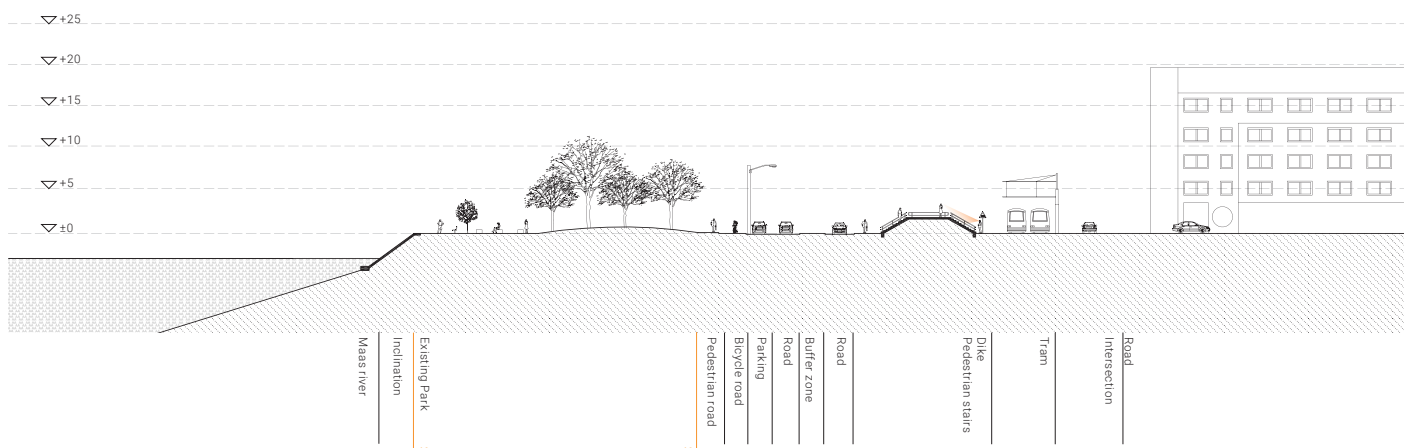 +25
+20
+15
+10
+5
±0
Maas river
Inclination
Existing Park
Pedestrian road
Bicycle road
Parking
Road
Buffer zone
Road
Dike
Pedestrian stairs
Tram
Road
Intersection